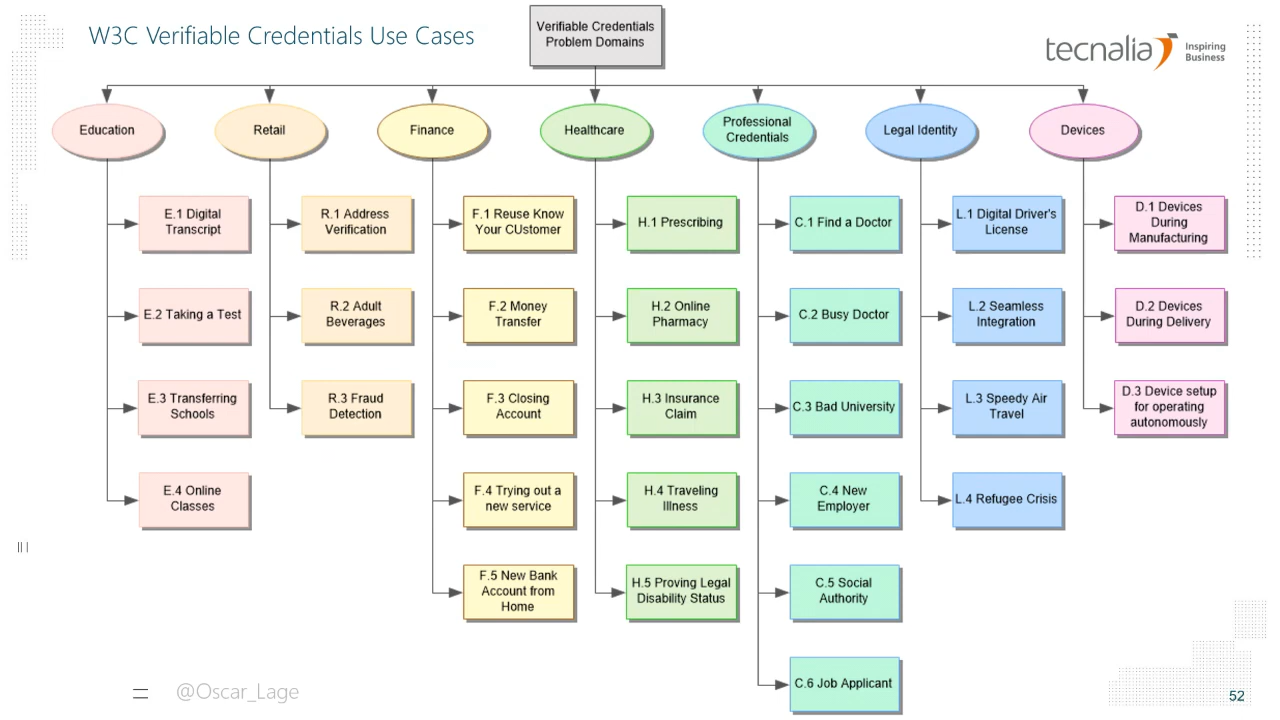 W3C Verifiable Credentials Use Cases
Verifiable Credentials
Problem Domains
tecnalia
Inspiring
Business
Education
Retail
Finance
Healthcare
Professional
Credentials
Legal Identity
Devices
E.1 Digital
Transcript
E.2 Taking a Test
E.3 Transferring
Schools
E.4 Online
Classes
R.1 Address
Verification
R.2 Adult
Beverages
R.3 Fraud
Detection
F.1 Reuse Know
Your CUstomer
F.2 Money
Transfer
F.3 Closing
Account
F.4 Trying out a
new service
F.5 New Bank
Account from
Home
H.1 Prescribing
H.2 Online
Pharmacy
H.3 Insurance
Claim
H.4 Traveling
Illness
H.5 Proving Legal
Disability Status
C.1 Find a Doctor
C.2 Busy Doctor
C.3 Bad University
C.4 New
Employer
C.5 Social
Authority
C.6 Job Applicant
L.1 Digital Driver's
License
L.2 Seamless
Integration
L.3 Speedy Air
Travel
L.4 Refugee Crisis
D.1 Devices
During
Manufacturing
D.2 Devices
During Delivery
D.3 Device setup
for operating
autonomously
@Oscar_Lage
52